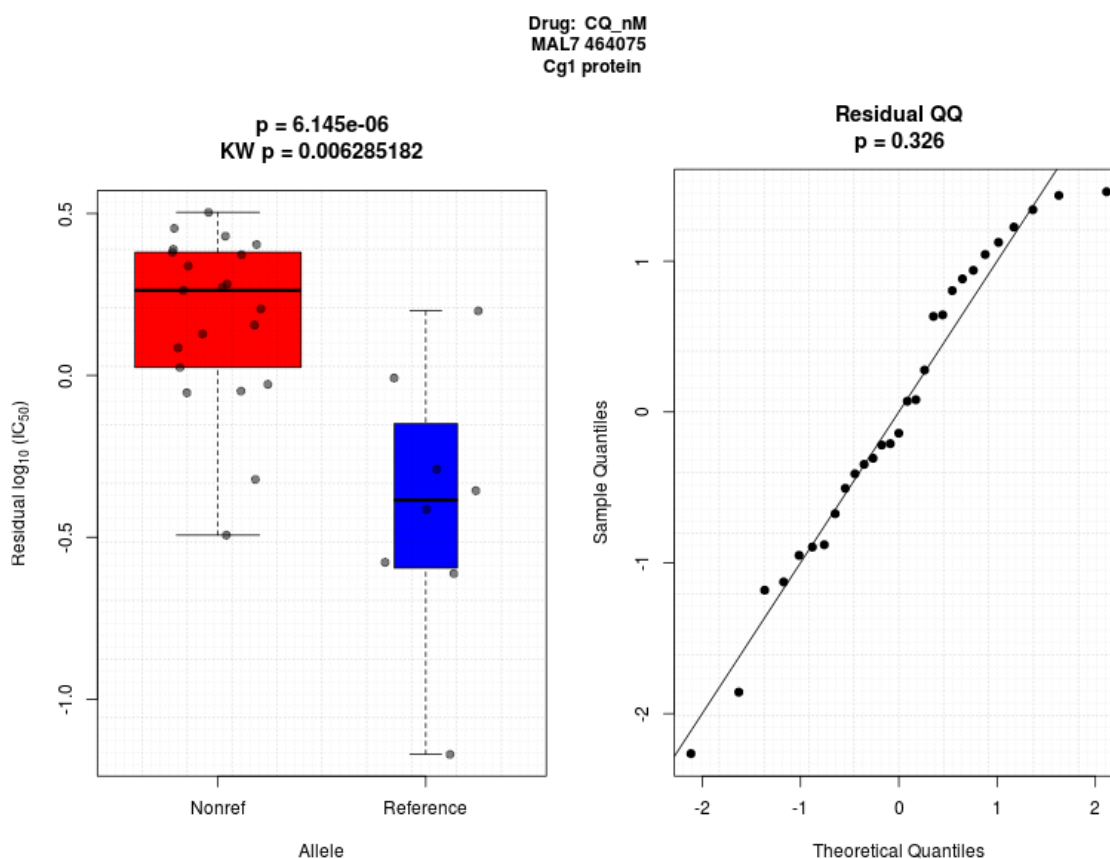 Drug: CQ_nM
MAL7 464075
Cg1 protein
p = 6.145e-06
KW p = 0.006285182
Residual log10 (IC50)
0.5
0.0
-0.5
-1.0
Nonref
Reference
Allele
Residual QQ
p = 0.326
Sample Quantiles
1
0
-1
-2
-2
-1
0
1
2
Theoretical Quantiles